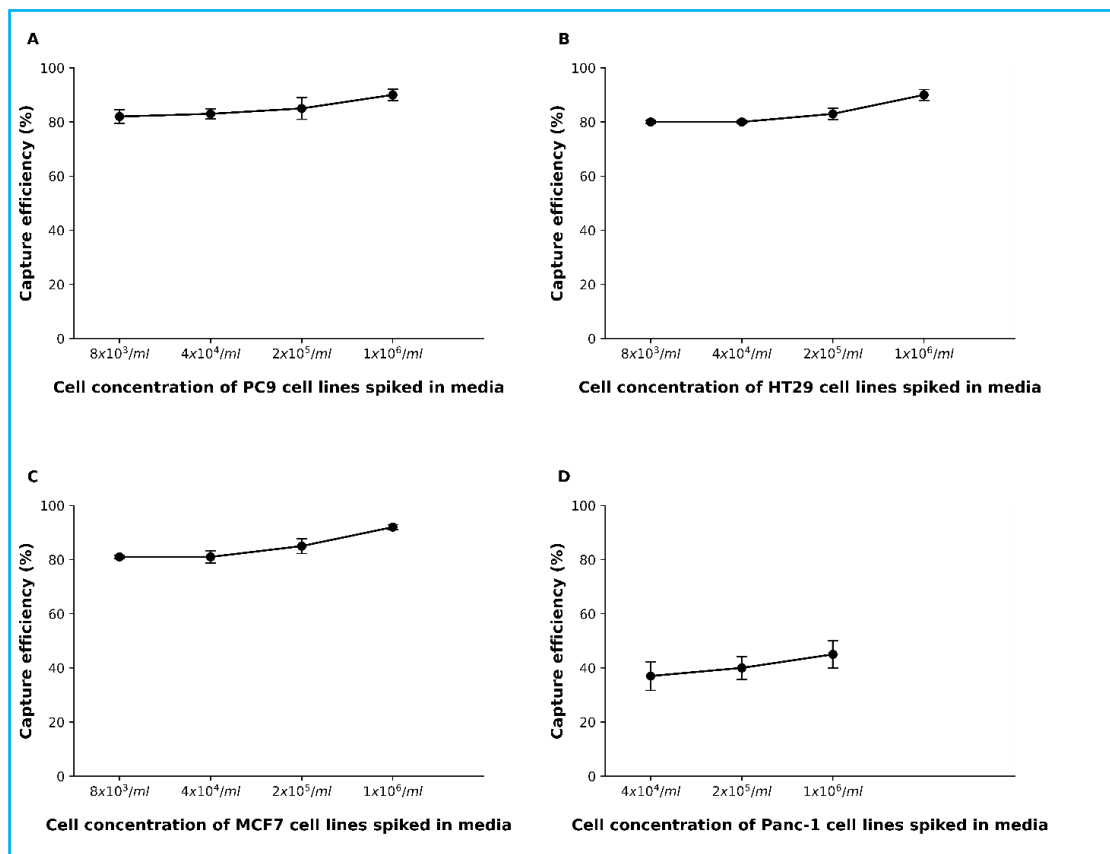 A
Capture efficiency (%)
100
80
60
40
20
0
8x10³/ml 4x10⁴/ml 2x10⁵/ml 1x10⁶/ml
Cell concentration of PC9 cell lines spiked in media
B
Capture efficiency (%)
100
80
60
40
20
0
8x10³/ml 4x10⁴/ml 2x10⁵/ml 1x10⁶/ml
Cell concentration of HT29 cell lines spiked in media
C
Capture efficiency (%)
100
80
60
40
20
0
8x10³/ml 4x10⁴/ml 2x10⁵/ml 1x10⁶/ml
Cell concentration of MCF7 cell lines spiked in media
D
Capture efficiency (%)
100
80
60
40
20
0
4x10⁴/ml 2x10⁵/ml 1x10⁶/ml
Cell concentration of Panc-1 cell lines spiked in media